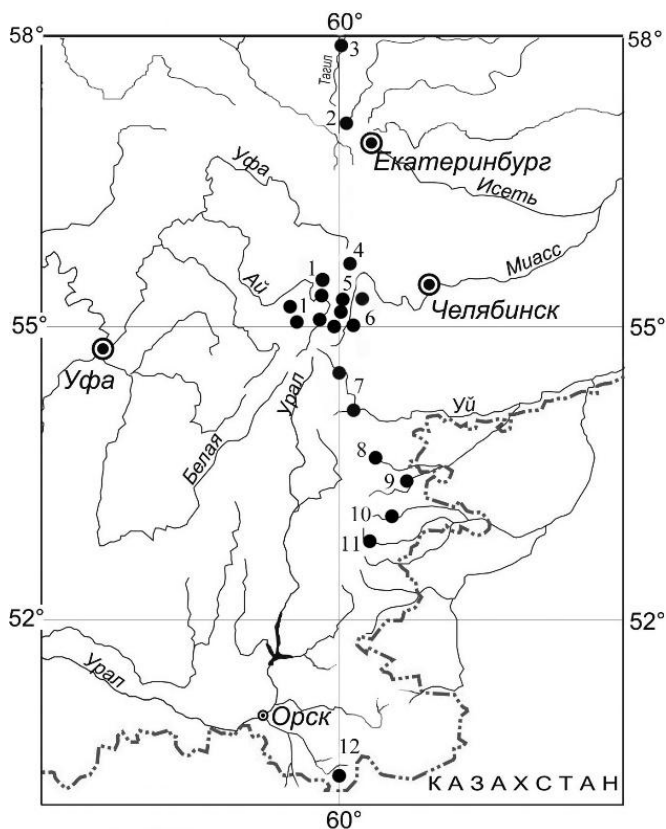 60°
58°
58°
3
Тагил
2
Екатеринбург
Уфа
Исеть
4
1
Миасс
Ай
5
1
Челябинск
6
55°
55°
Уфа
Урал
7
Уй
Белая
8
9
10
11
52°
52°
Урал
Орск
12
КАЗАХСТАН
60°